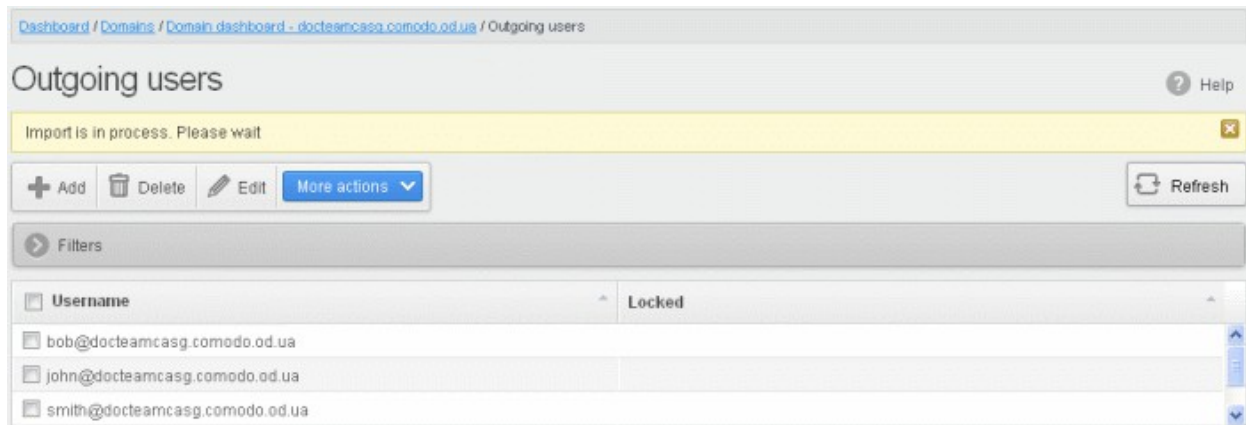 Dashboard / Domains / Domain dashboard - docteamcasg.comodo.od.ua / Outgoing users
Outgoing users
Help
Import is in process. Please wait
Add Delete Edit More actions
Refresh
Filters
Username Locked
bob@docteamcasg.comodo.od.ua
john@docteamcasg.comodo.od.ua
smith@docteamcasg.comodo.od.ua